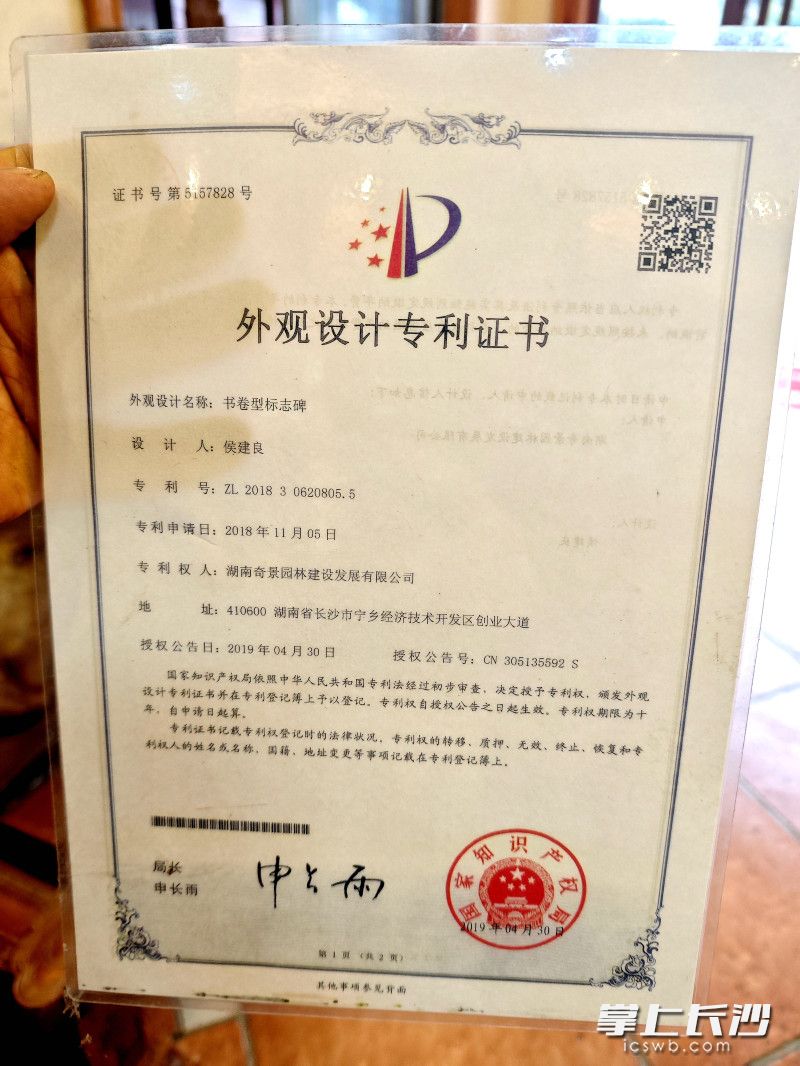 证书号第5157828号
外观设计专利证书
外观设计名称：书卷型标志碑
设计人：侯建良
专利号：ZL 2018 3 0620805.5
专利申请日：2018年11月05日
专利权人：湖南奇景园林建设发展有限公司
地址：410600 湖南省长沙市宁乡经济技术开发区创业大道
授权公告日：2019年04月30日 授权公告号：CN 305135592 S
国家知识产权局依照中华人民共和国专利法经过初步审查，决定授予专利权，颁发外观
设计专利证书并在专利登记簿上予以登记。专利权自授权公告之日起生效。专利权期限为十
年，自申请日起算。
专利证书记载专利权登记时的法律状况。专利权的转移、质押、无效、终止、恢复和专
利权人的姓名或名称、国籍、地址变更等事项记载在专利登记簿上。
局长
申长雨
申长雨
国家知识产权局
2019年04月30日
第1页（共2页）
其他事项参见背面
掌上长沙
icswb.com